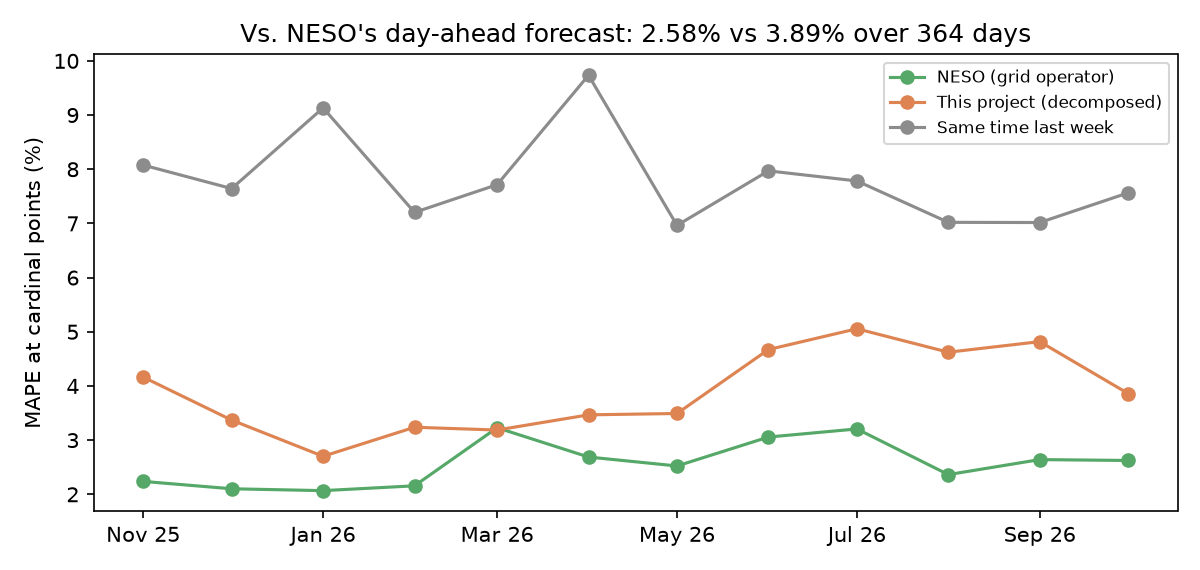 Vs. NESO's day-ahead forecast: 2.58% vs 3.89% over 364 days
NESO (grid operator)
This project (decomposed)
Same time last week
MAPE at cardinal points (%)
10
9
8
7
6
5
4
3
2
Nov 25
Jan 26
Mar 26
May 26
Jul 26
Sep 26